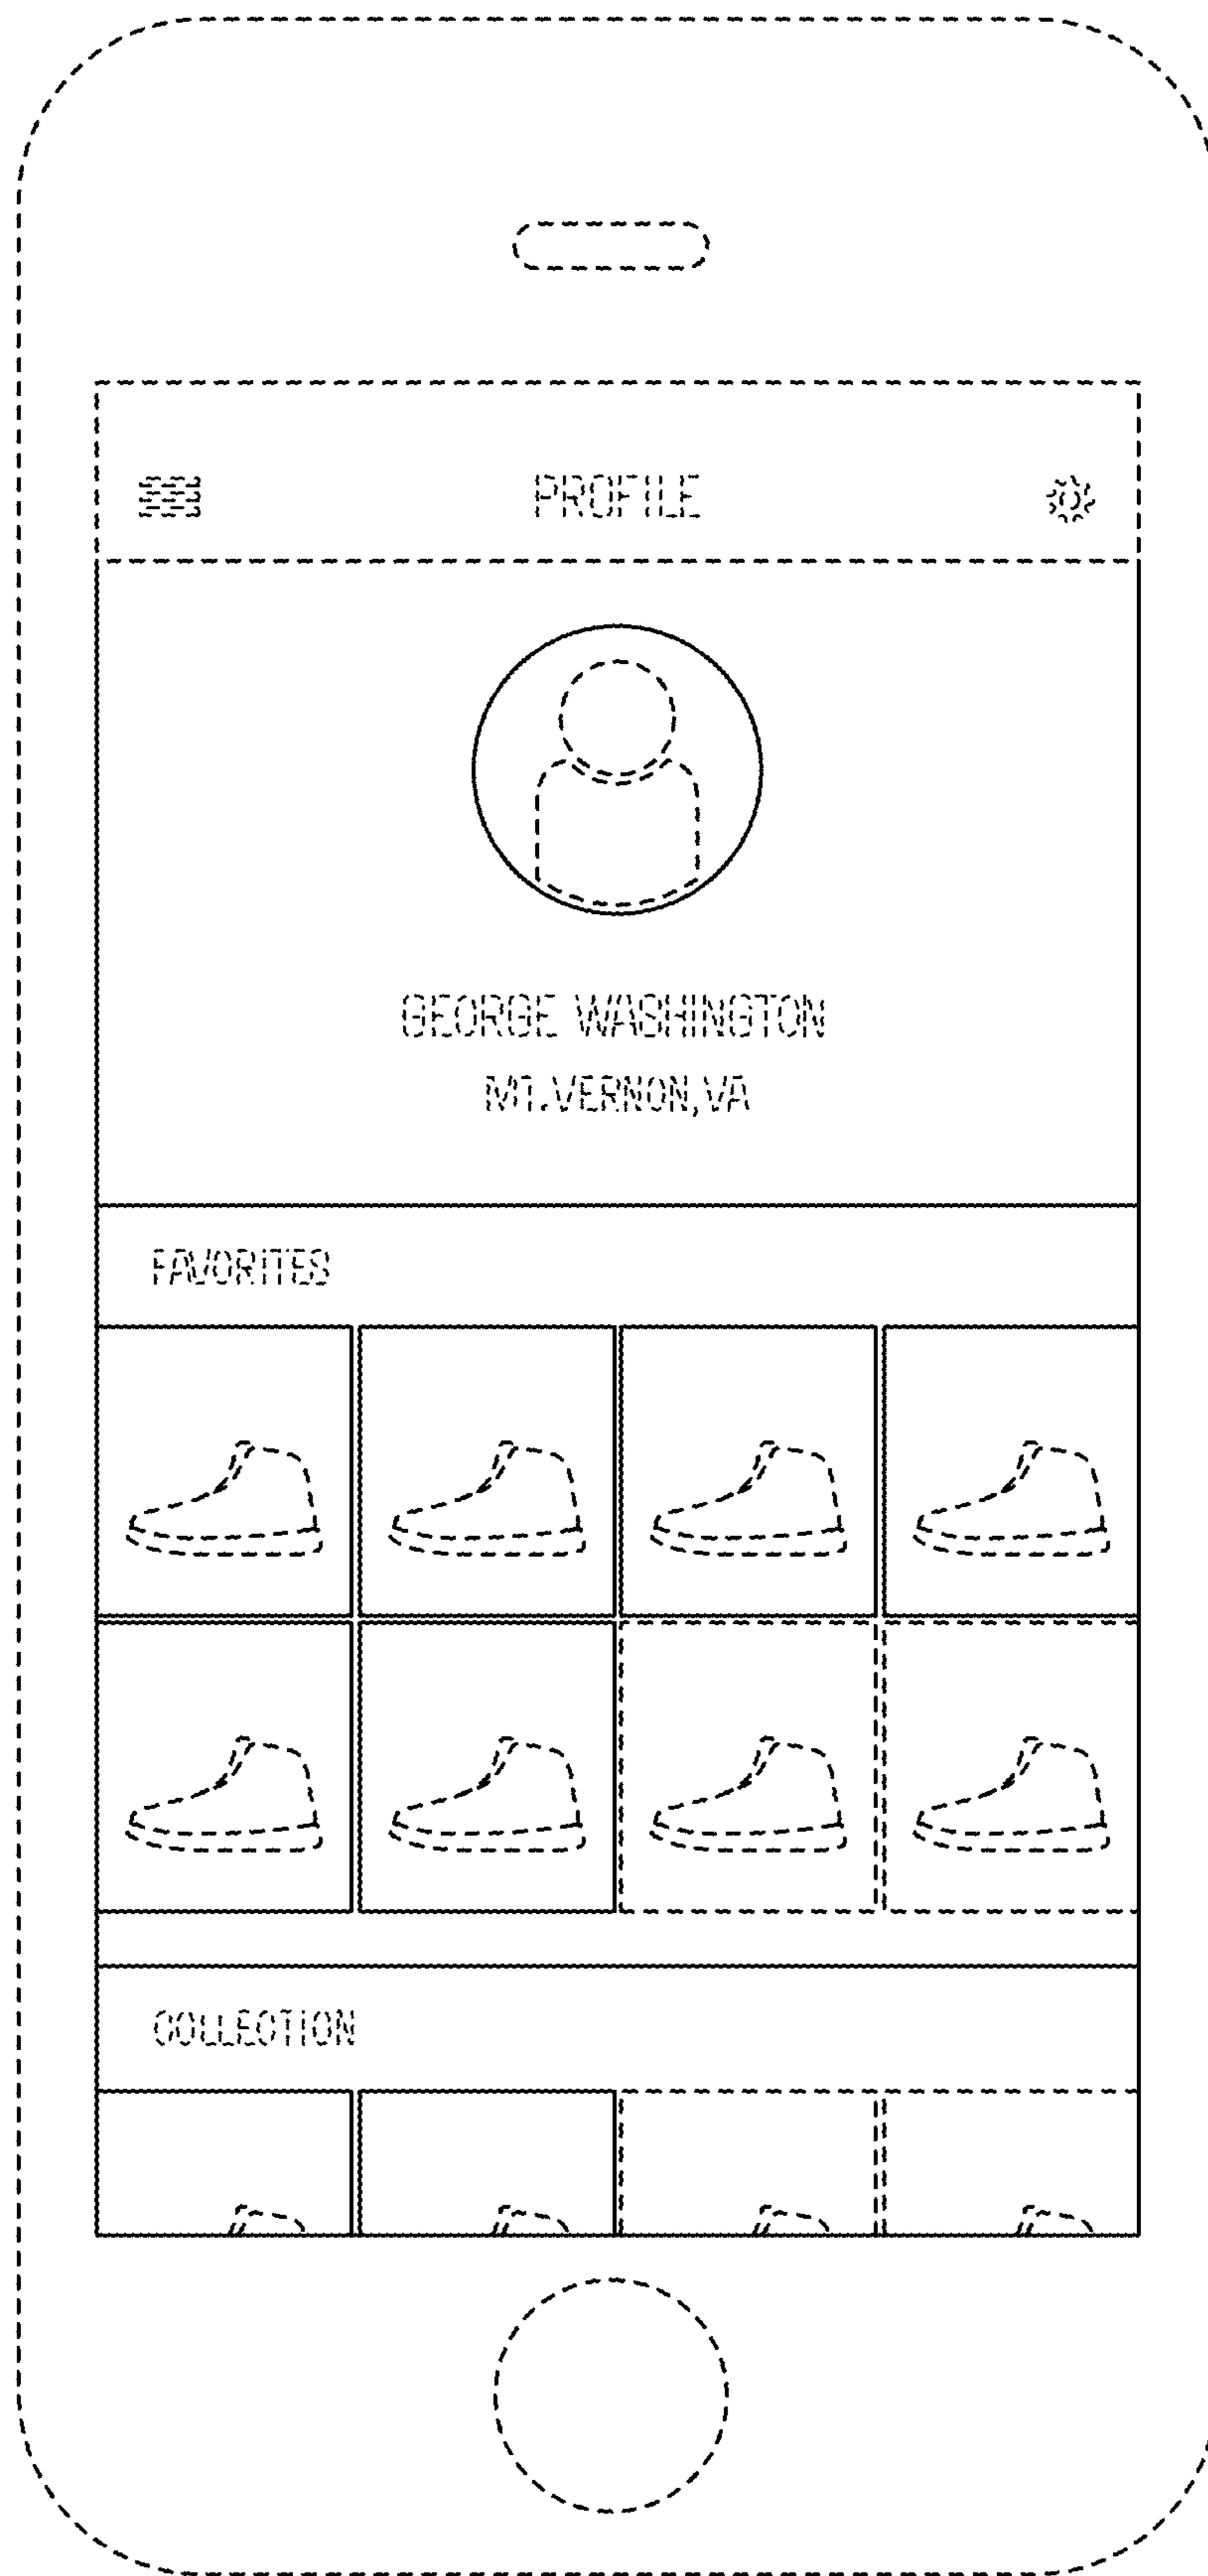 PROFILE
GEORGE WASHINGTON
MT.VERNON,VA
FAVORITES
COLLECTION